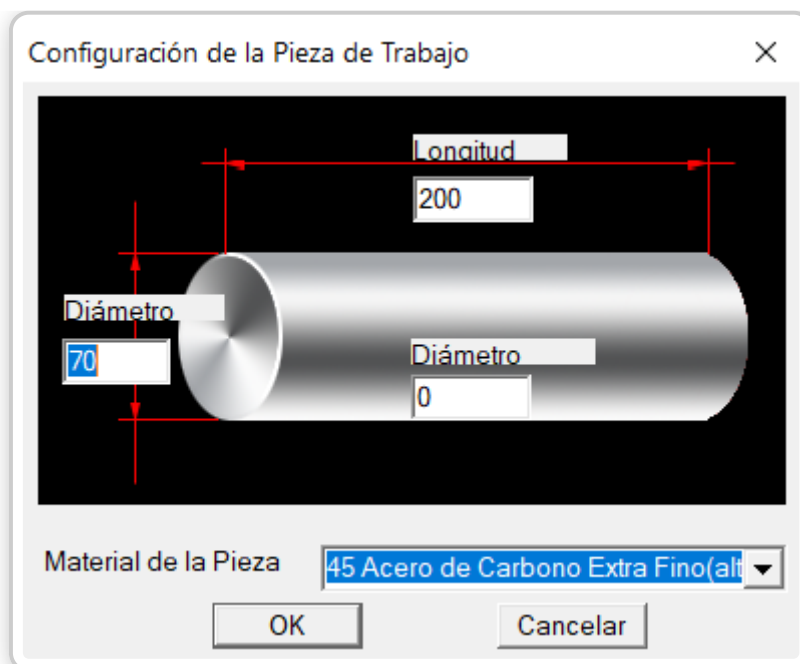 Configuración de la Pieza de Trabajo
Longitud
200
Diámetro
70
Diámetro
0
Material de la Pieza
45 Acero de Carbono Extra Fino(alt
OK
Cancelar